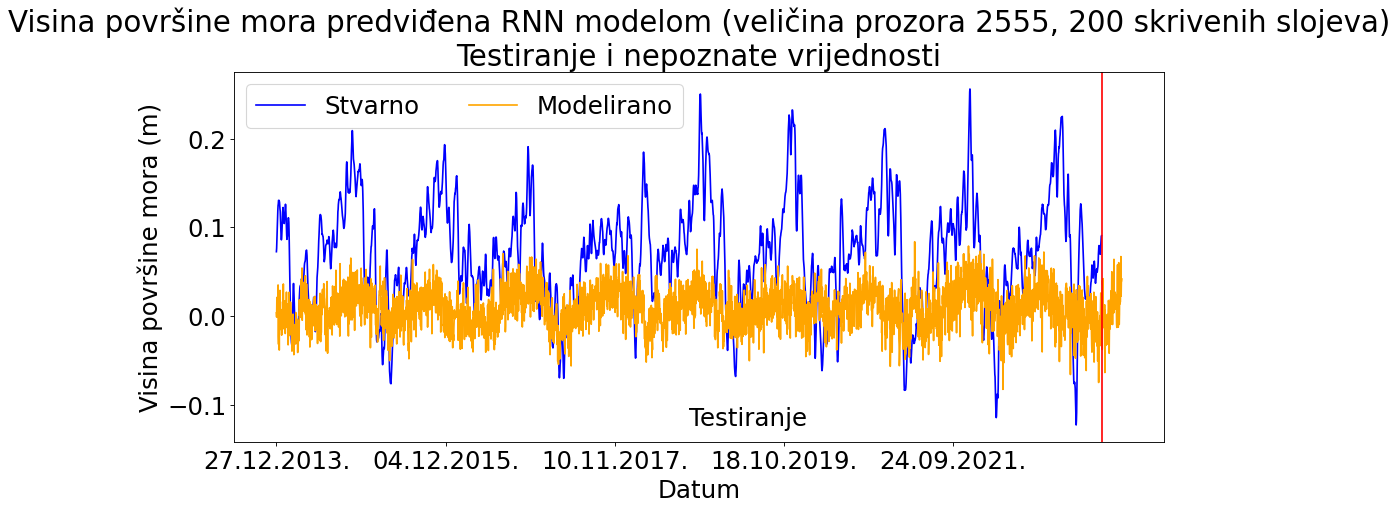 Visina površine mora predviđena RNN modelom (veličina prozora 2555, 200 skrivenih slojeva)
Testiranje i nepoznate vrijednosti
Stvarno Modelirano
Visina površine mora (m)
0.2
0.1
0.0
−0.1
Testiranje
27.12.2013. 04.12.2015. 10.11.2017. 18.10.2019. 24.09.2021.
Datum